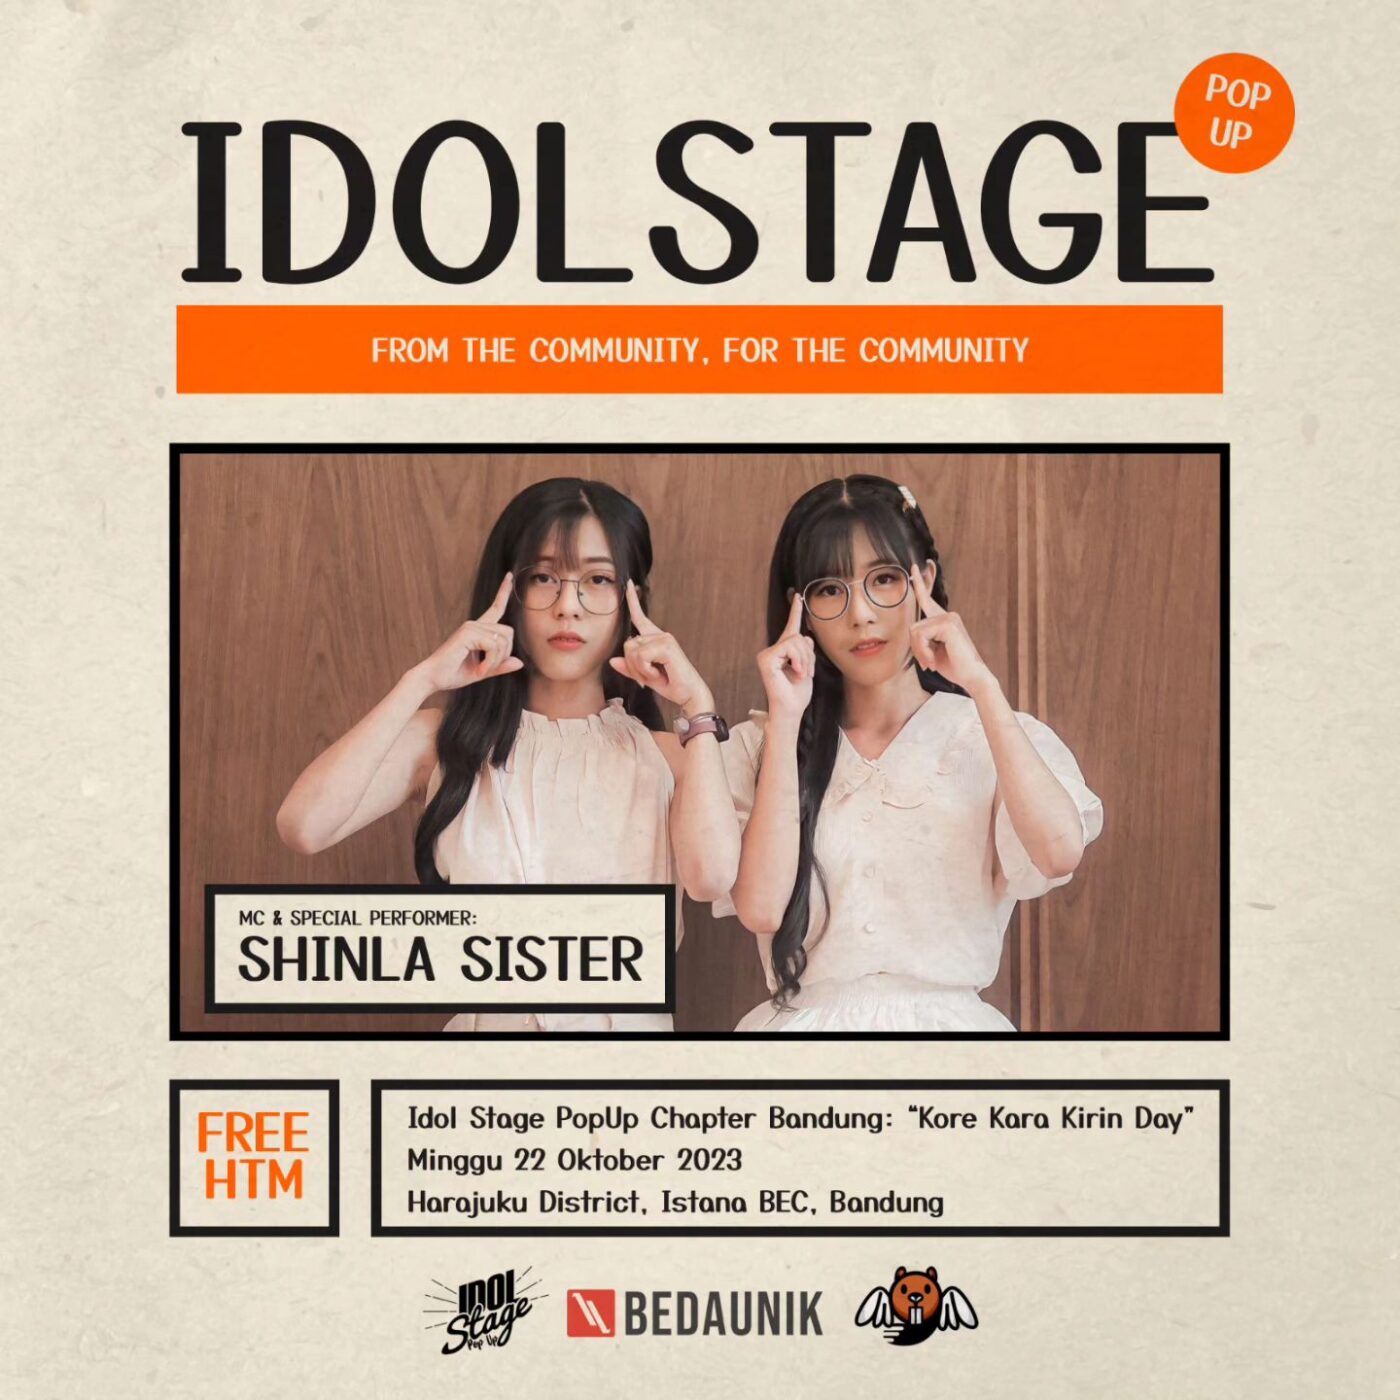 POP
UP
IDOLSTAGE
FROM THE COMMUNITY, FOR THE COMMUNITY
MC & SPECIAL PERFORMER:
SHINLA SISTER
FREE
HTM
Idol Stage PopUp Chapter Bandung: “Kore Kara Kirin Day”
Minggu 22 Oktober 2023
Harajuku District, Istana BEC, Bandung
IDOL
Stage
Pop Up
BEDAUNIK